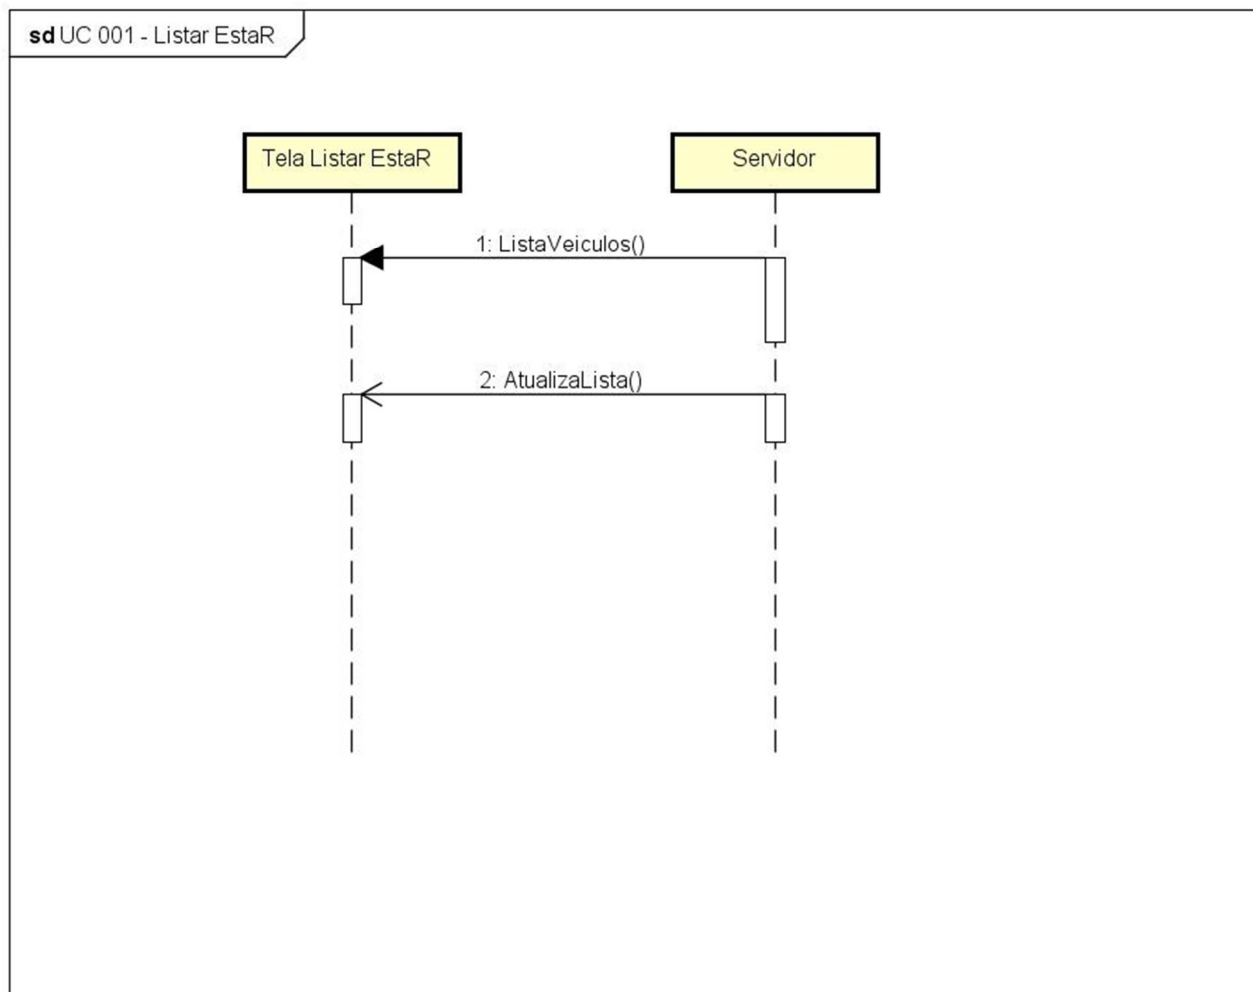 sd UC 001 - Listar EstaR
Tela Listar EstaR
Servidor
1: ListaVeiculos()
2: AtualizaLista()